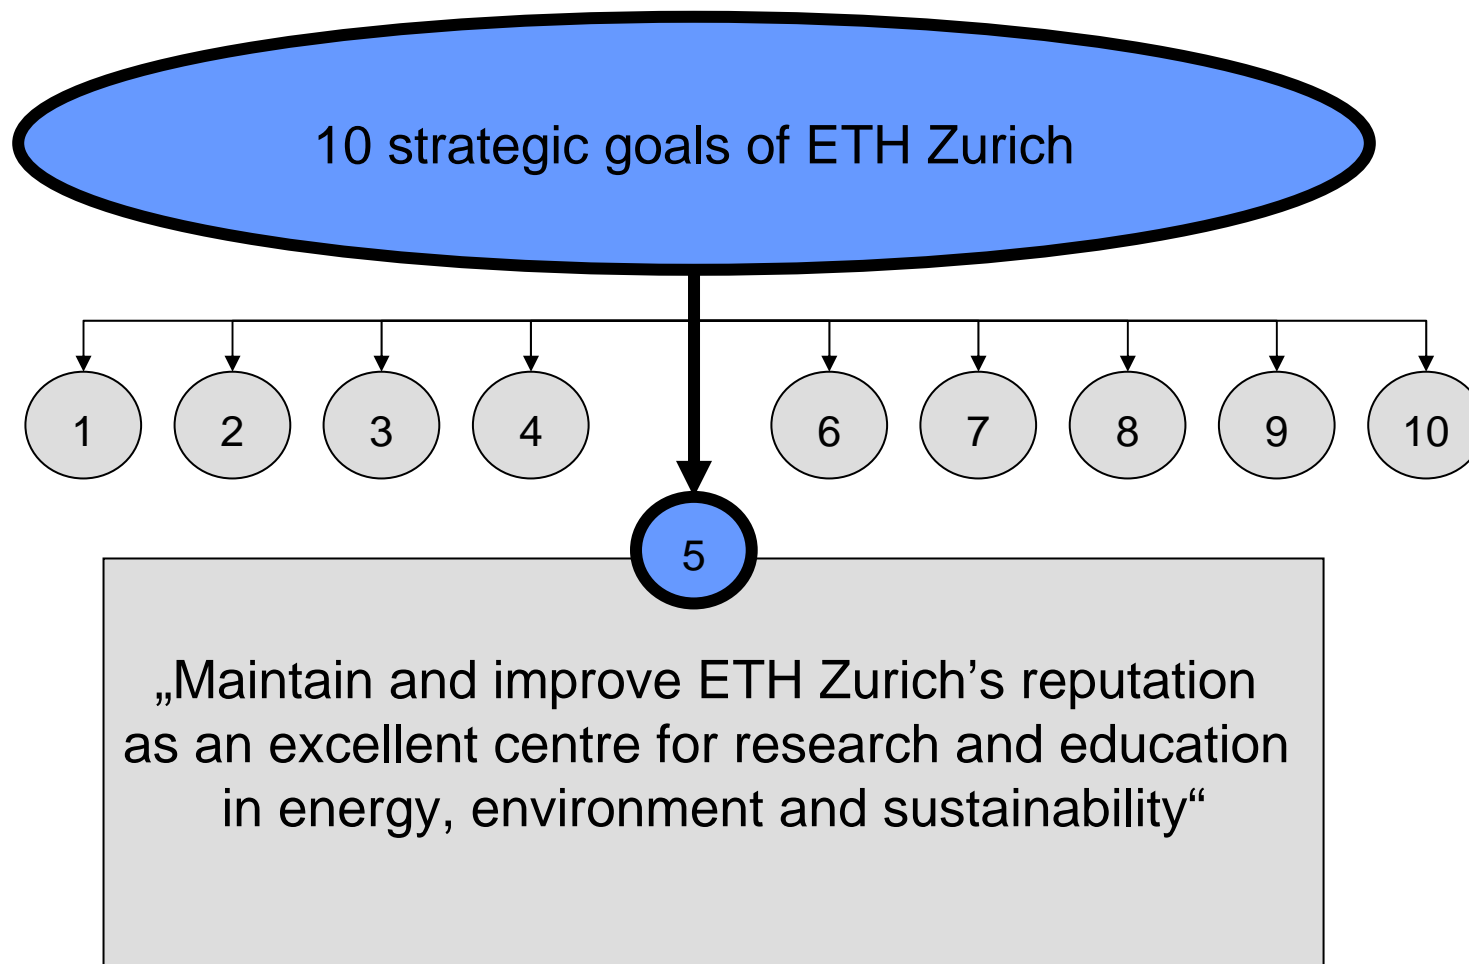 10 strategic goals of ETH Zurich
1 2 3 4 6 7 8 9 10
5
„Maintain and improve ETH Zurich’s reputation
as an excellent centre for research and education
in energy, environment and sustainability“